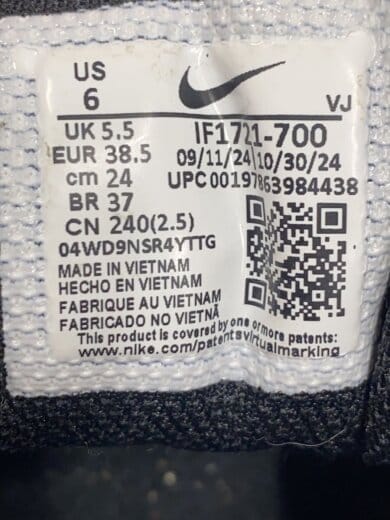 US
6
VJ
UK 5.5
IF1721-700
EUR 38.5
09/11/24 10/30/24
cm 24
UPC 00197863984438
BR 37
CN 240(2.5)
04WD9NSR4YTTG
MADE IN VIETNAM
HECHO EN VIETNAM
FABRIQUE AU VIETNAM
FABRICADO NO VIETNÃ
This product is covered by one or more patents:
www.nike.com/patentsvirtualmarking